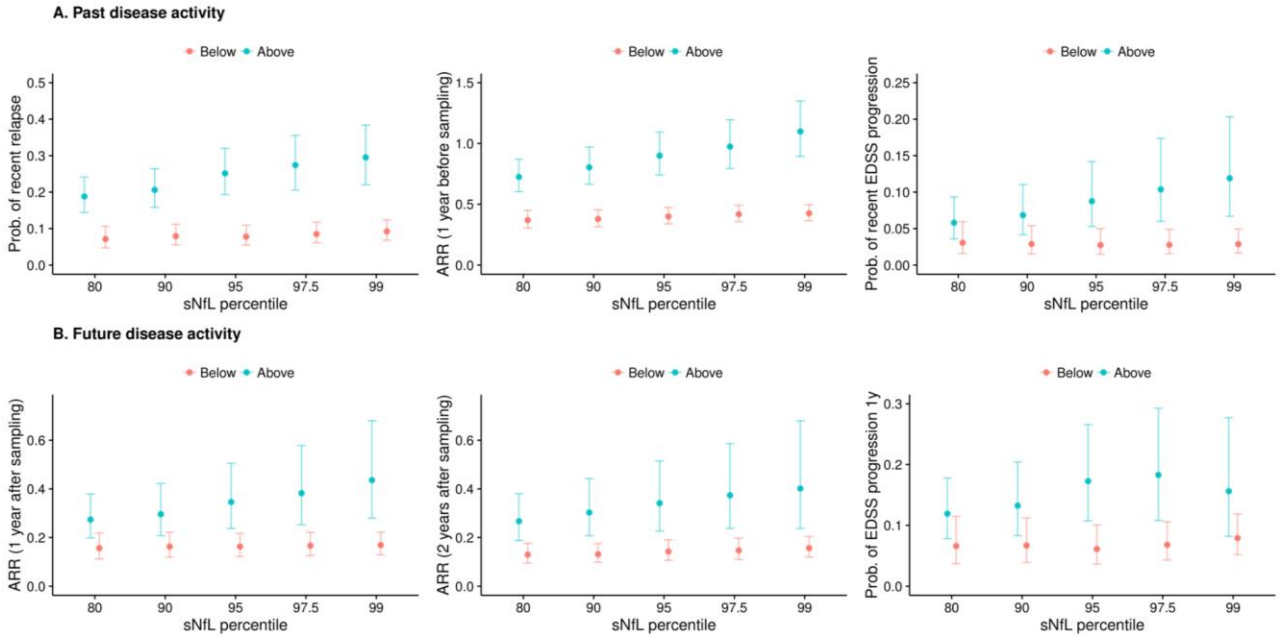 A. Past disease activity
Below Above
Prob. of recent relapse
0.5
0.4
0.3
0.2
0.1
0.0
80 90 95 97.5 99
sNfL percentile
Below Above
ARR (1 year before sampling)
1.5
1.0
0.5
0.0
80 90 95 97.5 99
sNfL percentile
Below Above
Prob. of recent EDSS progression
0.25
0.20
0.15
0.10
0.05
0.00
80 90 95 97.5 99
sNfL percentile
B. Future disease activity
Below Above
ARR (1 year after sampling)
0.6
0.4
0.2
0.0
80 90 95 97.5 99
sNfL percentile
Below Above
ARR (2 years after sampling)
0.6
0.4
0.2
0.0
80 90 95 97.5 99
sNfL percentile
Below Above
Prob. of EDSS progression 1y
0.3
0.2
0.1
0.0
80 90 95 97.5 99
sNfL percentile